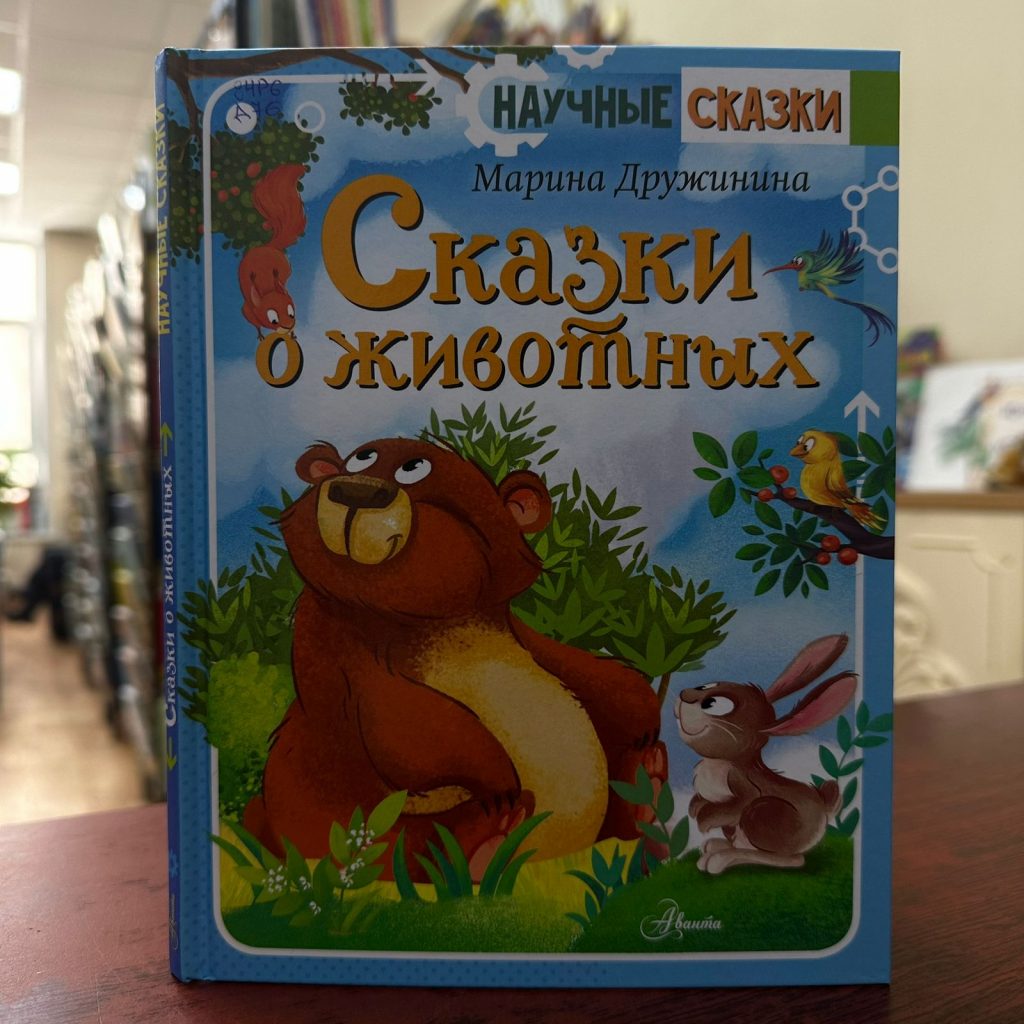 НАУЧНЫЕ СКАЗКИ
Марина Дружинина
Сказки
о животных
Аванта
НАУЧНЫЕ СКАЗКИ
Сказки о животных